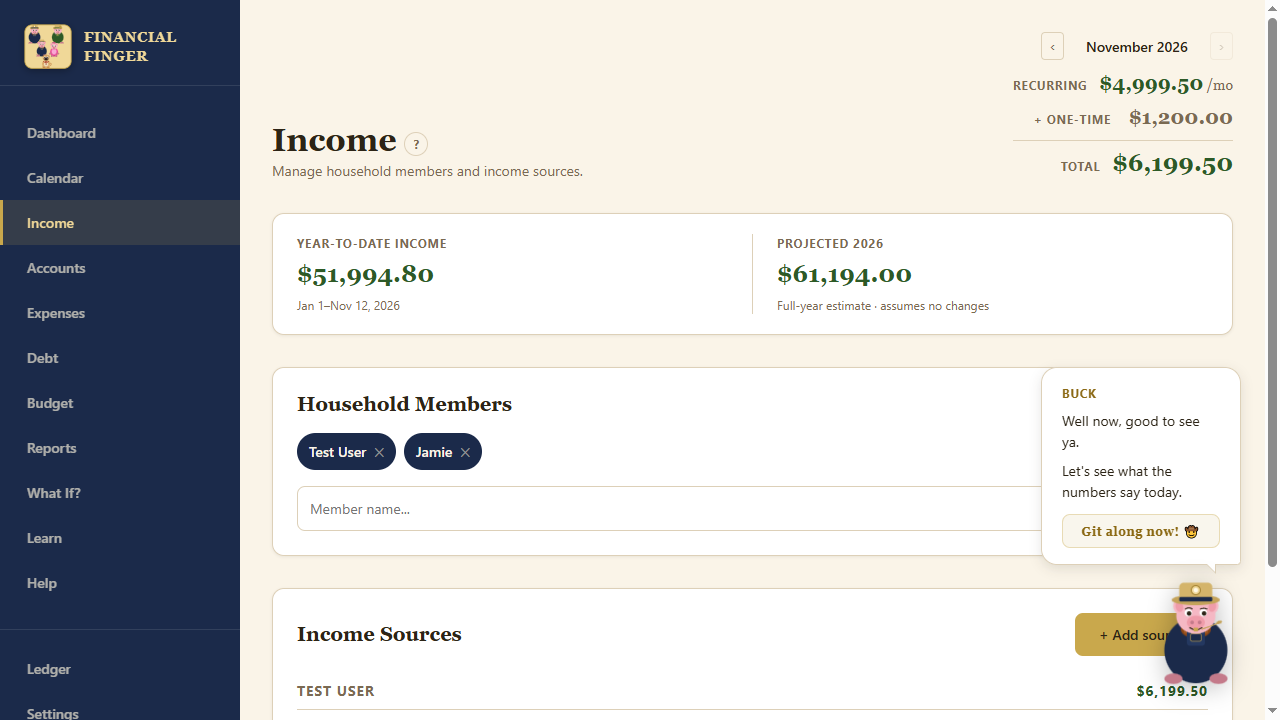 FINANCIAL
FINGER
Dashboard
Calendar
Income
Accounts
Expenses
Debt
Budget
Reports
What If?
Learn
Help
Ledger
Settings
‹ November 2026 ›
RECURRING $4,999.50 /mo
+ ONE-TIME $1,200.00
TOTAL $6,199.50
Income ?
Manage household members and income sources.
YEAR-TO-DATE INCOME
$51,994.80
Jan 1–Nov 12, 2026
PROJECTED 2026
$61,194.00
Full-year estimate · assumes no changes
Household Members
Test User ×
Jamie ×
Member name...
BUCK
Well now, good to see
ya.
Let's see what the
numbers say today.
Git along now! 🤠
Income Sources
+ Add
TEST USER $6,199.50